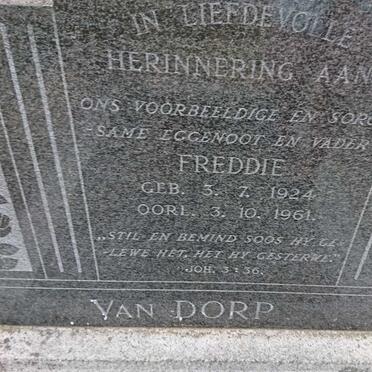 IN LIEFDEVOLLE
HERINNERING AAN
ONS VOORBEELDIGE EN SORG
-SAME EGGENOOT EN VADER
FREDDIE
GEB. 3. 7. 1924
OORL. 3. 10. 1961.
„STIL EN BEMIND SOOS HY GE-
-LEWE HET, HET HY GESTERWE."
JOH. 3:36.
VAN DORP